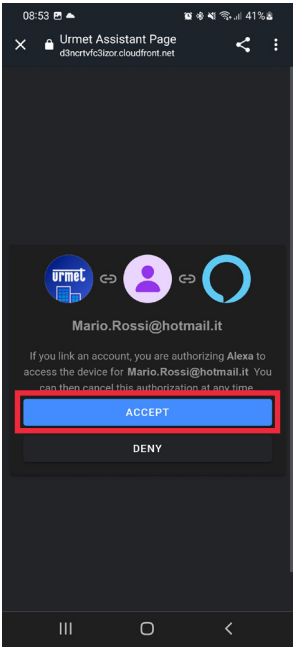 08:53 41%
Urmet Assistant Page
d3ncrtvfc3izor.cloudfront.net
urmet
Mario.Rossi@hotmail.it
If you link an account, you are authorizing Alexa to
access the device for Mario.Rossi@hotmail.it You
can then cancel this authorization at any time
ACCEPT
DENY